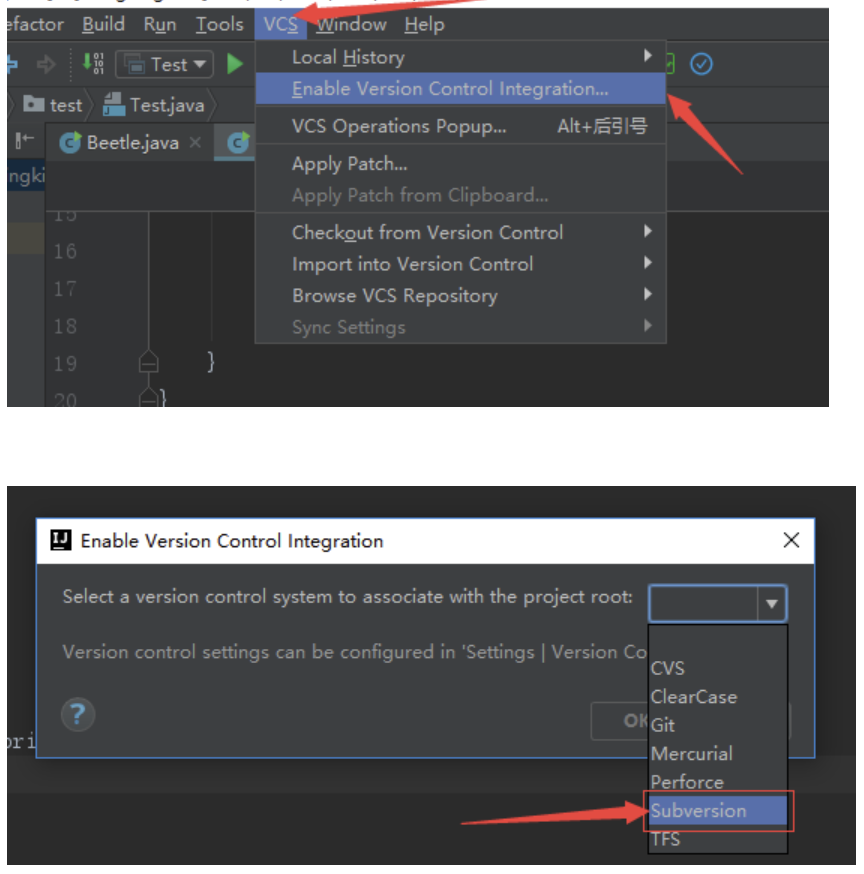 Build Run Tools VCS Window Help
Test
Local History
Enable Version Control Integration...
test Test.java
VCS Operations Popup... Alt+后引号
Beetle.java
Apply Patch...
Apply Patch from Clipboard...
15
Checkout from Version Control
16
Import into Version Control
17
Browse VCS Repository
18
Sync Settings
19 }
20 }
IJ Enable Version Control Integration
Select a version control system to associate with the project root:
Version control settings can be configured in 'Settings | Version Co
CVS
ClearCase
OK
Git
Mercurial
Perforce
Subversion
TFS